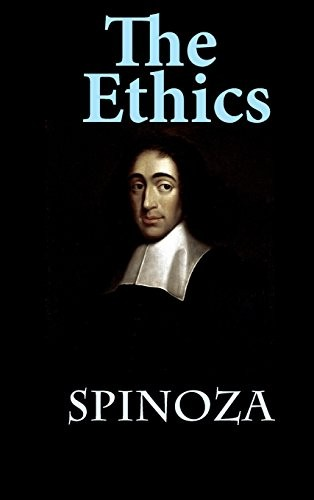 The
Ethics
SPINOZA